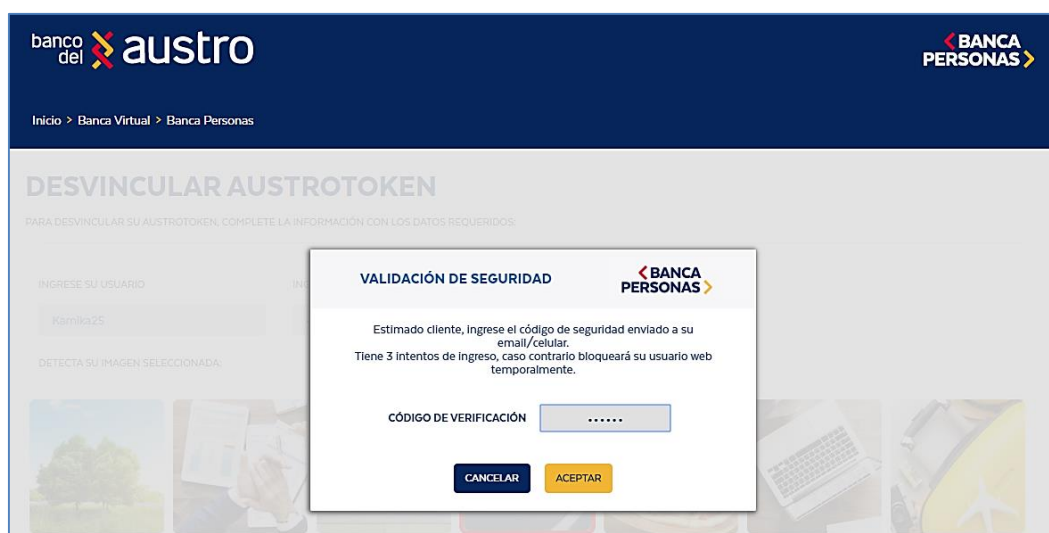 banco del austro
BANCA
PERSONAS
Inicio > Banca Virtual > Banca Personas
DESVINCULAR AUSTROTOKEN
PARA DESVINCULAR SU AUSTROTOKEN, COMPLETE LA INFORMACIÓN CON LOS DATOS REQUERIDOS:
INGRESE SU USUARIO
Kamika25
DETECTA SU IMAGEN SELECCIONADA:
VALIDACIÓN DE SEGURIDAD
BANCA
PERSONAS
Estimado cliente, ingrese el código de seguridad enviado a su
email/celular.
Tiene 3 intentos de ingreso, caso contrario bloqueará su usuario web
temporalmente.
CÓDIGO DE VERIFICACIÓN ••••••
CANCELAR ACEPTAR